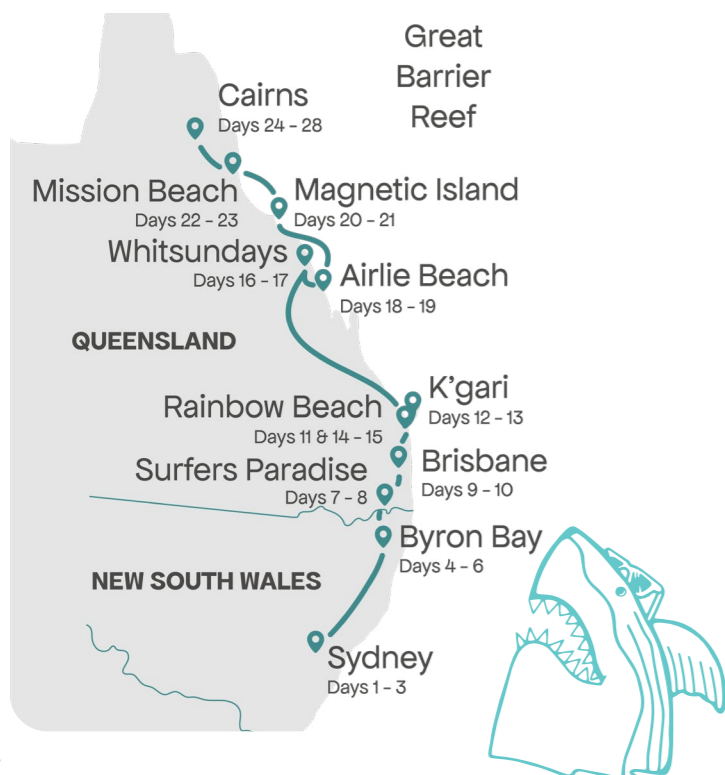 Great
Barrier
Reef
Cairns
Days 24 – 28
Mission Beach
Days 22 – 23
Magnetic Island
Days 20 – 21
Whitsundays
Days 16 – 17
Airlie Beach
Days 18 – 19
QUEENSLAND
K'gari
Days 12 – 13
Rainbow Beach
Days 11 & 14 – 15
Brisbane
Days 9 – 10
Surfers Paradise
Days 7 – 8
Byron Bay
Days 4 – 6
NEW SOUTH WALES
Sydney
Days 1 – 3